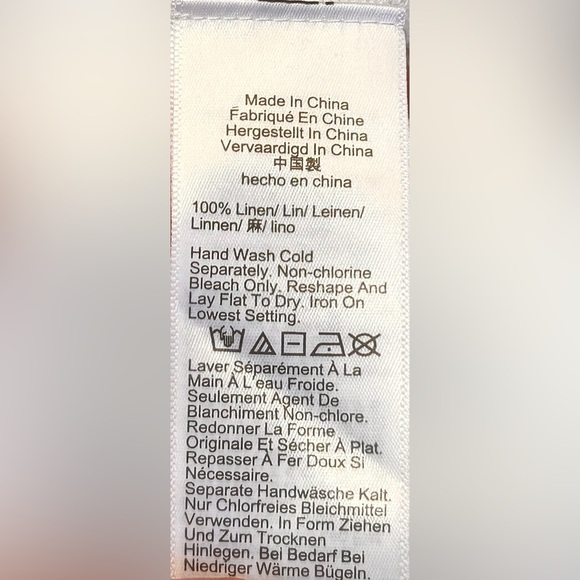 Made In China
Fabriqué En Chine
Hergestellt In China
Vervaardigd In China
中国製
hecho en china
100% Linen/ Lin/ Leinen/
Linnen/ 麻/ lino
Hand Wash Cold
Separately. Non-chlorine
Bleach Only. Reshape And
Lay Flat To Dry. Iron On
Lowest Setting.
Laver Séparément À La
Main À L'eau Froide.
Seulement Agent De
Blanchiment Non-chlore.
Redonner La Forme
Originale Et Sécher À Plat.
Repasser À Fer Doux Si
Nécessaire.
Separate Handwäsche Kalt.
Nur Chlorfreies Bleichmittel
Verwenden. In Form Ziehen
Und Zum Trocknen
Hinlegen. Bei Bedarf Bei
Niedriger Wärme Bügeln.